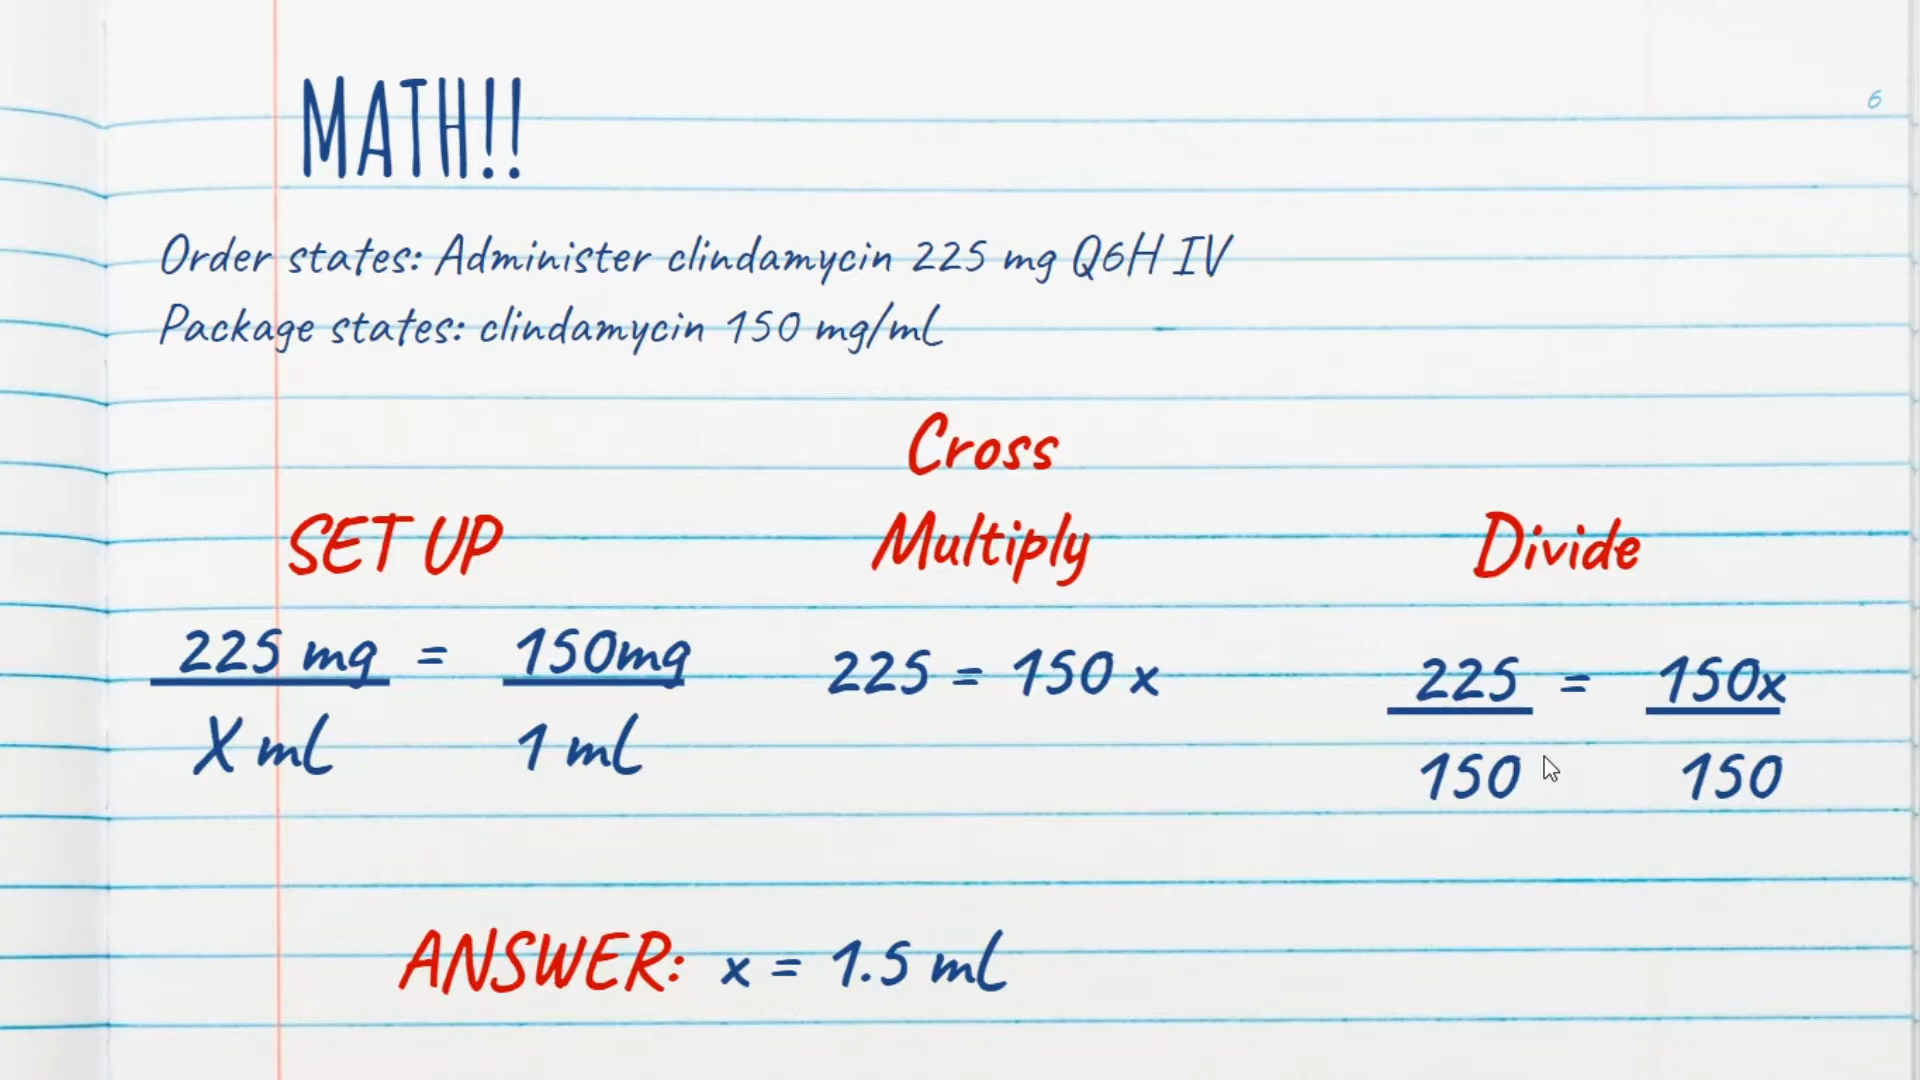 MATH!!
6
Order states: Administer clindamycin 225 mg Q6H IV
Package states: clindamycin 150 mg/mL
Cross
SET UP Multiply Divide
225 mg = 150mg 225 = 150 x 225 = 150x
X mL 1 mL 150 150
ANSWER: x = 1.5 mL